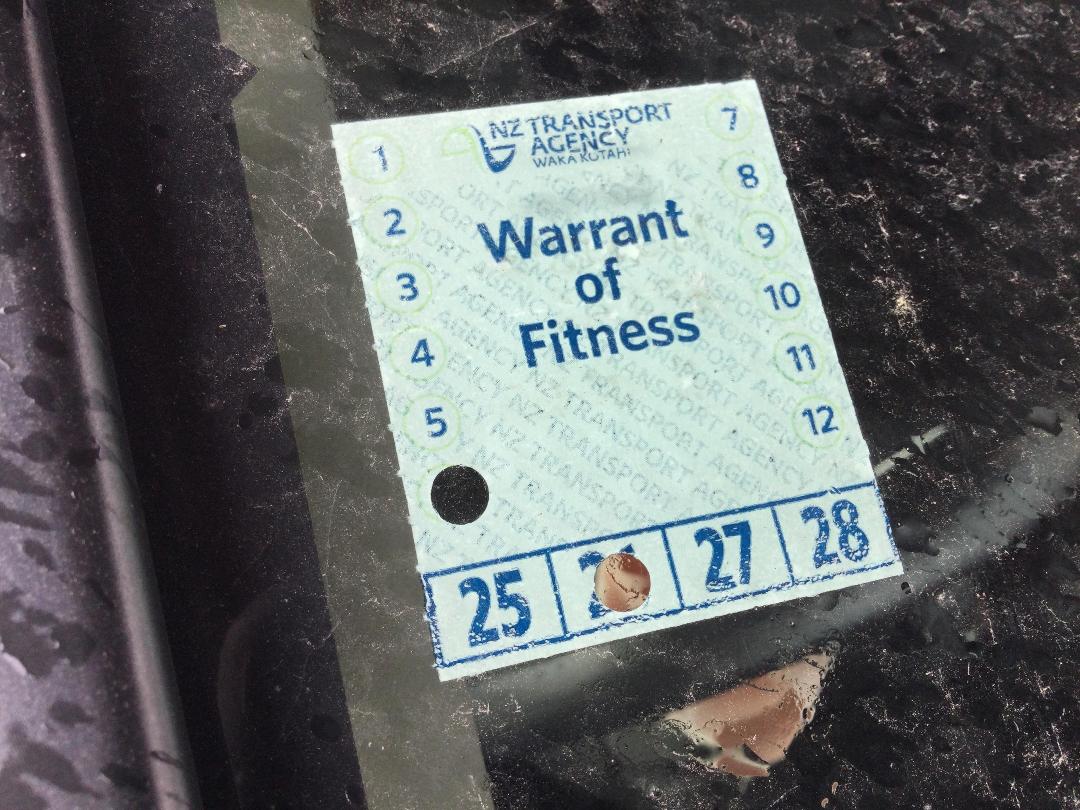 NZ TRANSPORT
AGENCY
WAKA KOTAHI
Warrant
of
Fitness
1
2
3
4
5
7
8
9
10
11
12
25
27
28